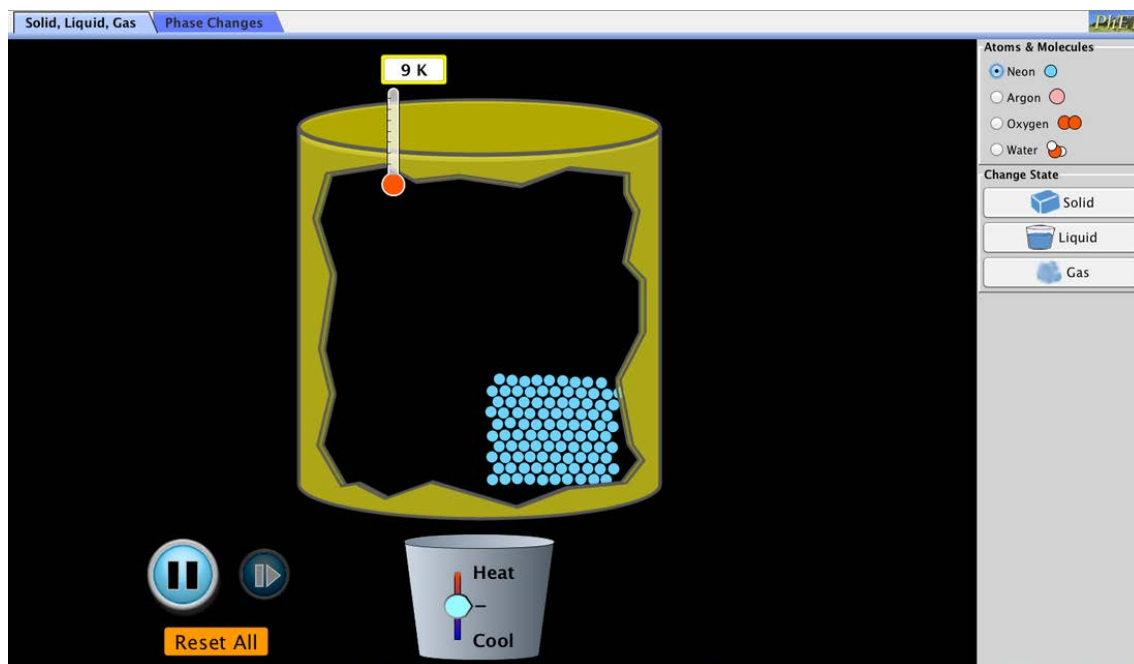 Solid, Liquid, Gas
Phase Changes
PhET
9 K
Atoms & Molecules
Neon
Argon
Oxygen
Water
Change State
Solid
Liquid
Gas
Heat
Cool
Reset All